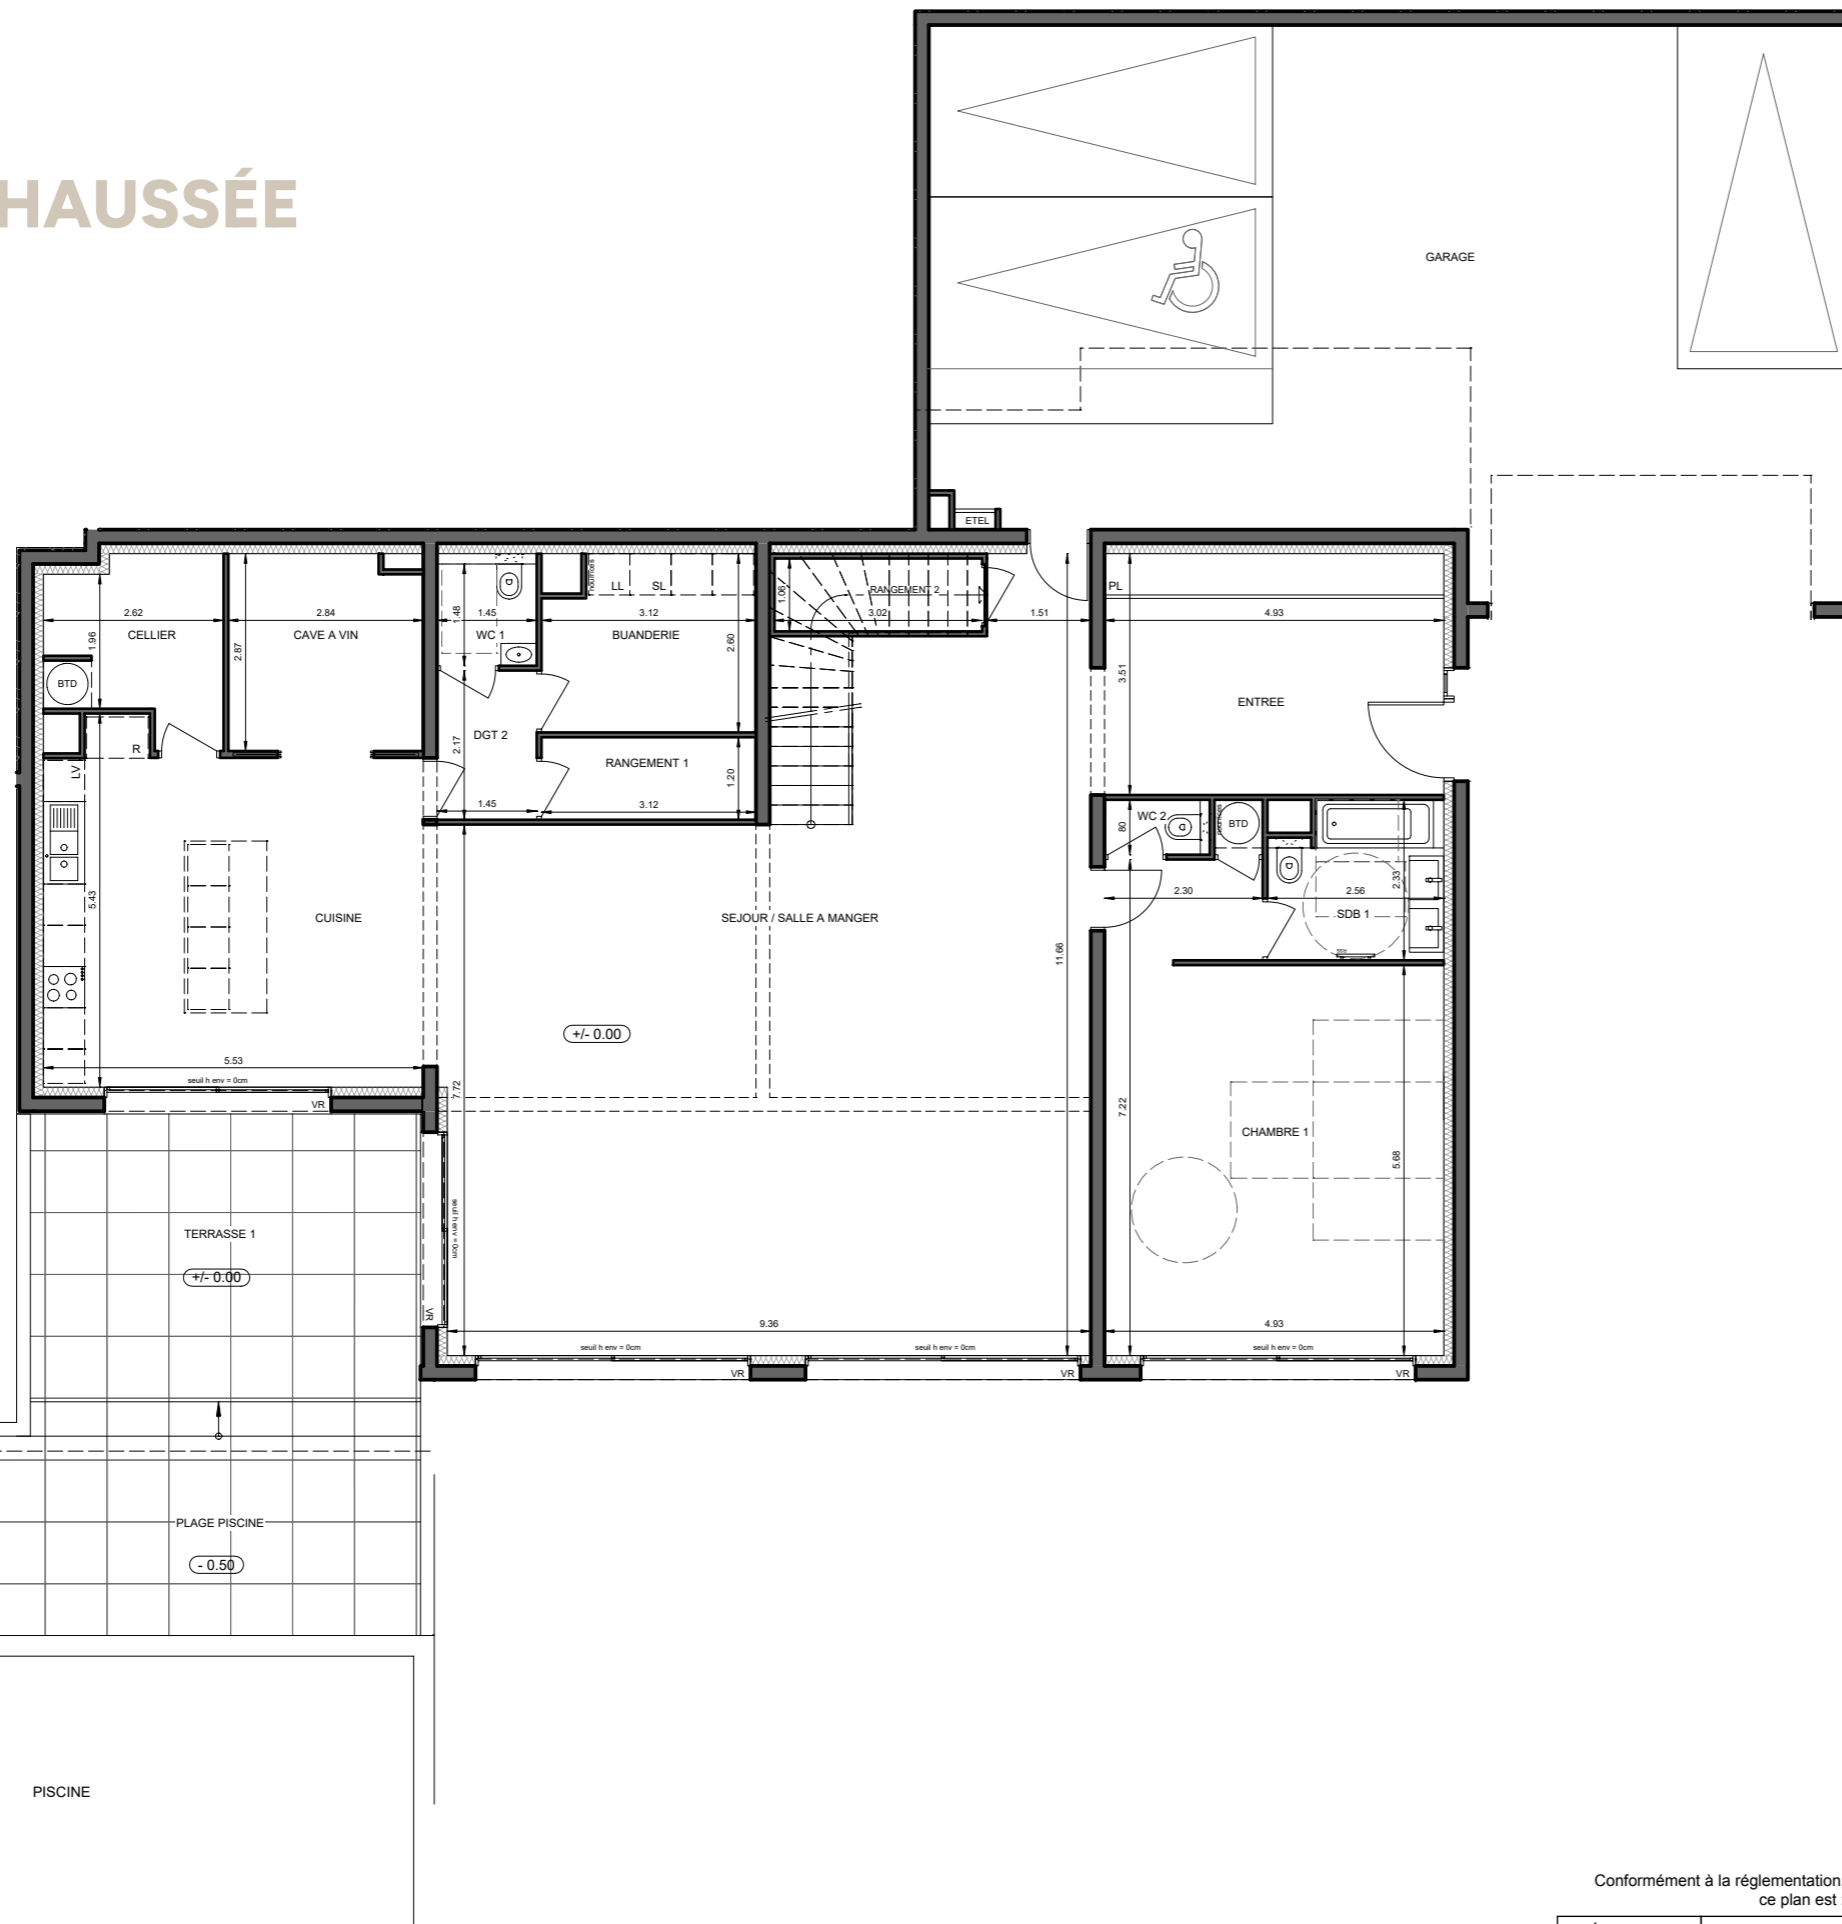 HAUSSÉE
GARAGE
ETEL
LL
SL
nourrices
1.06
RANGEMENT 2
3.02
1.51
PL
4.93
2.62
CELLIER
1.96
2.84
CAVE A VIN
2.87
1.48
1.45
WC 1
3.12
BUANDERIE
2.60
3.51
ENTREE
BTD
R
LV
DGT 2
2.17
RANGEMENT 1
1.20
1.45
3.12
WC 2
80
BTD
2.30
2.56
2.33
SDB 1
5.43
CUISINE
SEJOUR / SALLE A MANGER
11.66
+/- 0.00
5.53
seuil h env = 0cm
VR
7.72
7.22
CHAMBRE 1
5.68
TERRASSE 1
+/- 0.00
seuil h env = 0cm
VR
9.36
4.93
seuil h env = 0cm
seuil h env = 0cm
seuil h env = 0cm
VR
VR
VR
PLAGE PISCINE
- 0.50
PISCINE
Conformément à la réglementation,
ce plan est